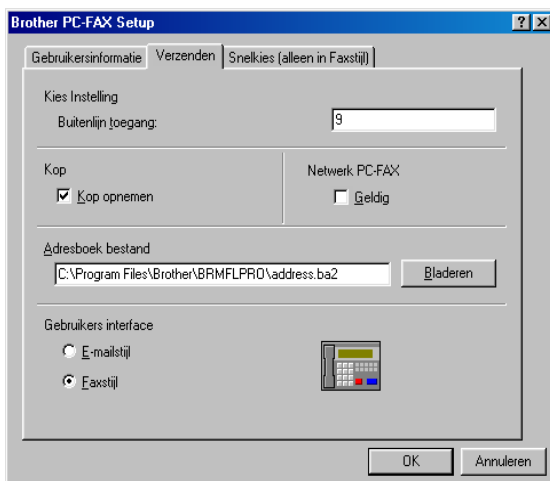 Brother PC-FAX Setup
Gebruikersinformatie Verzenden Snelkies (alleen in Faxstijl)
Kies Instelling
Buitenlijn toegang: 9
Kop Netwerk PC-FAX
Kop opnemen Geldig
Adresboek bestand
C:\Program Files\Brother\BRMFLPRO\address.ba2 Bladeren
Gebruikers interface
E-mailstijl
Faxstijl
OK Annuleren